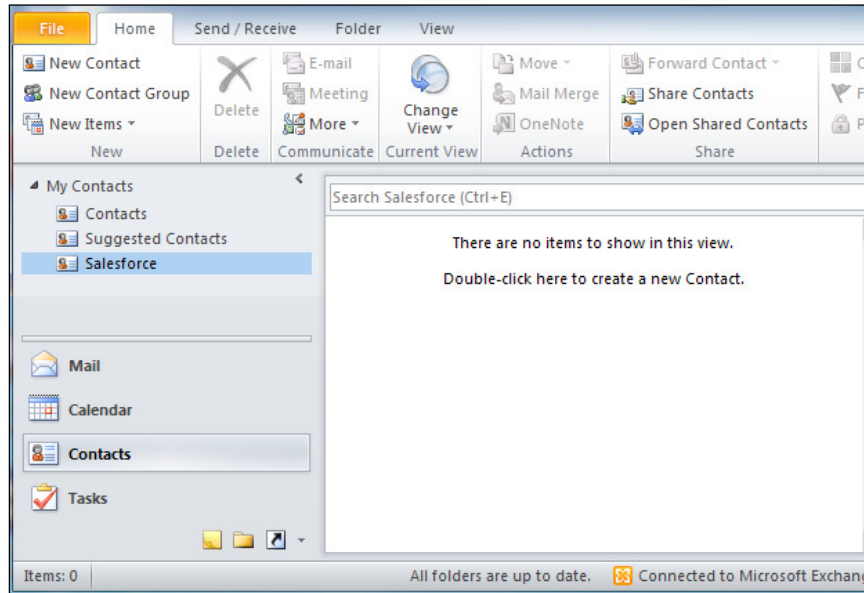 File Home Send / Receive Folder View
New Contact
New Contact Group
New Items
New
Delete
Delete
E-mail
Meeting
More
Communicate
Change
View
Current View
Move
Mail Merge
OneNote
Actions
Forward Contact
Share Contacts
Open Shared Contacts
Share
My Contacts
Contacts
Suggested Contacts
Salesforce
Search Salesforce (Ctrl+E)
There are no items to show in this view.
Double-click here to create a new Contact.
Mail
Calendar
Contacts
Tasks
Items: 0
All folders are up to date. Connected to Microsoft